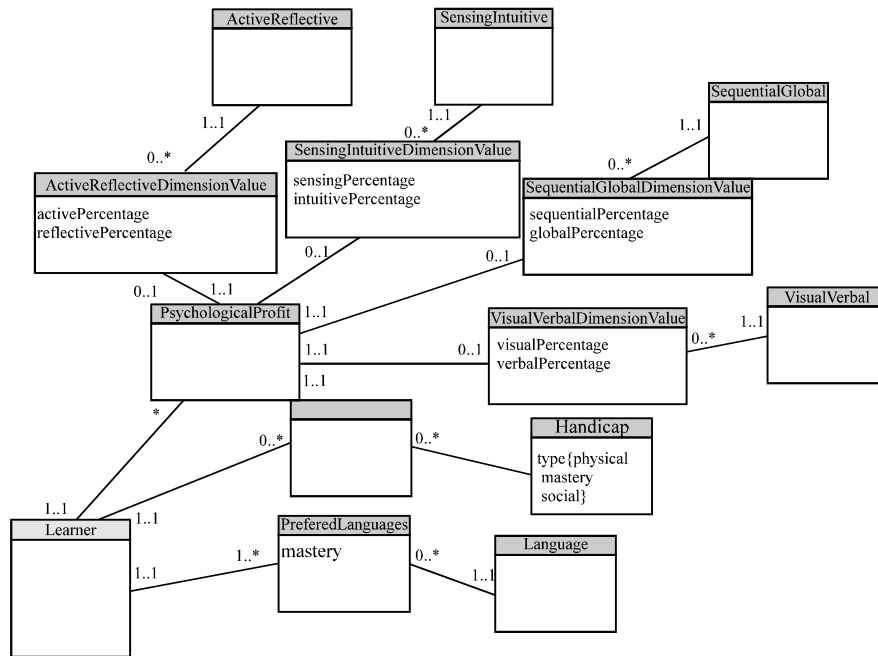 ActiveReflective
SensingIntuitive
SequentialGlobal
1..1
0..*
1..1
0..*
1..1
0..*
SensingIntuitiveDimensionValue
sensingPercentage
intuitivePercentage
ActiveReflectiveDimensionValue
activePercentage
reflectivePercentage
SequentialGlobalDimensionValue
sequentialPercentage
globalPercentage
0..1
1..1
0..1
0..1
1..1
PsychologicalProfit
VisualVerbalDimensionValue
visualPercentage
verbalPercentage
VisualVerbal
1..1
0..*
1..1
0..1
1..1
*
0..*
0..*
Handicap
type{physical
mastery
social}
1..1
1..1
Learner
PreferedLanguages
mastery
1..1
1..*
0..*
1..1
Language